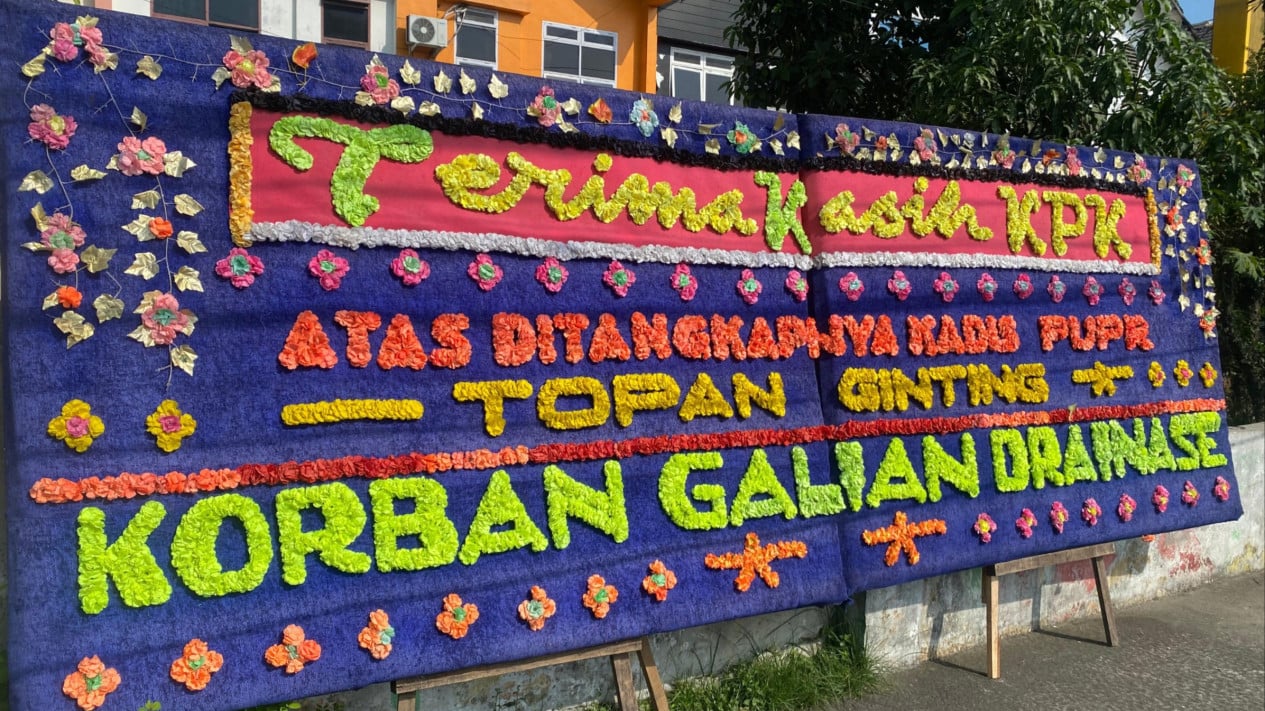 Terima Kasih KPK
ATAS DITANGKAPNYA KADIS PUPR
TOPAN GINTING
KORBAN GALIAN DRAINASE